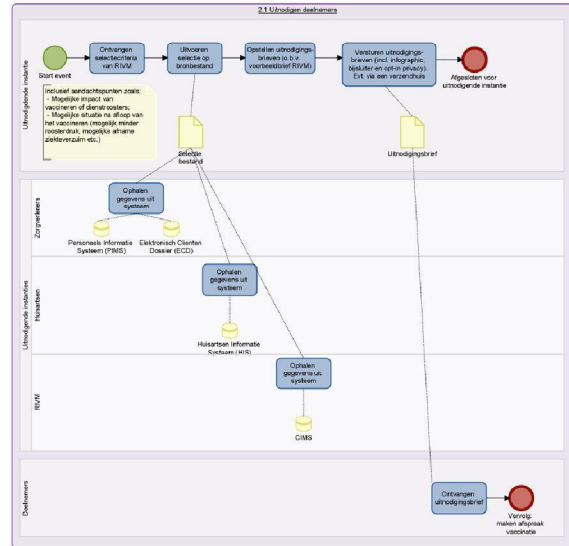 2.1 Uitnodigen deelnemers
Uitnodigende instantie
Start event
Ontvangen
selectiecriteria
van RIVM
Uitvoeren
selectie op
bronbestand
Opstellen uitnodigings-
brieven (o.b.v.
voorbeeldbrief RIVM)
Versturen uitnodigings-
brieven (incl. infographic,
bijsluiter en opt-in privacy).
Evt. via een verzendhuis
Afgesloten voor
uitnodigende instantie
Inclusief aandachtspunten zoals:
- Mogelijke impact van
vaccineren of dienstroosters;
- Mogelijke situatie na afloop van
het vaccineren (mogelijk minder
roosterdruk, mogelijke afname
ziekteverzuim etc.)
Selectie
bestand
Uitnodigingsbrief
Uitnodigende instanties
Zorgverleners
Ophalen
gegevens uit
systeem
Personeels Informatie
Systeem (PIMS)
Elektronisch Cliënten
Dossier (ECD)
Huisartsen
Ophalen
gegevens uit
systeem
Huisartsen Informatie
Systeem (HIS)
RIVM
Ophalen
gegevens uit
systeem
CIMS
Deelnemers
Ontvangen
uitnodigingsbrief
Vervolg:
maken afspraak
vaccinatie